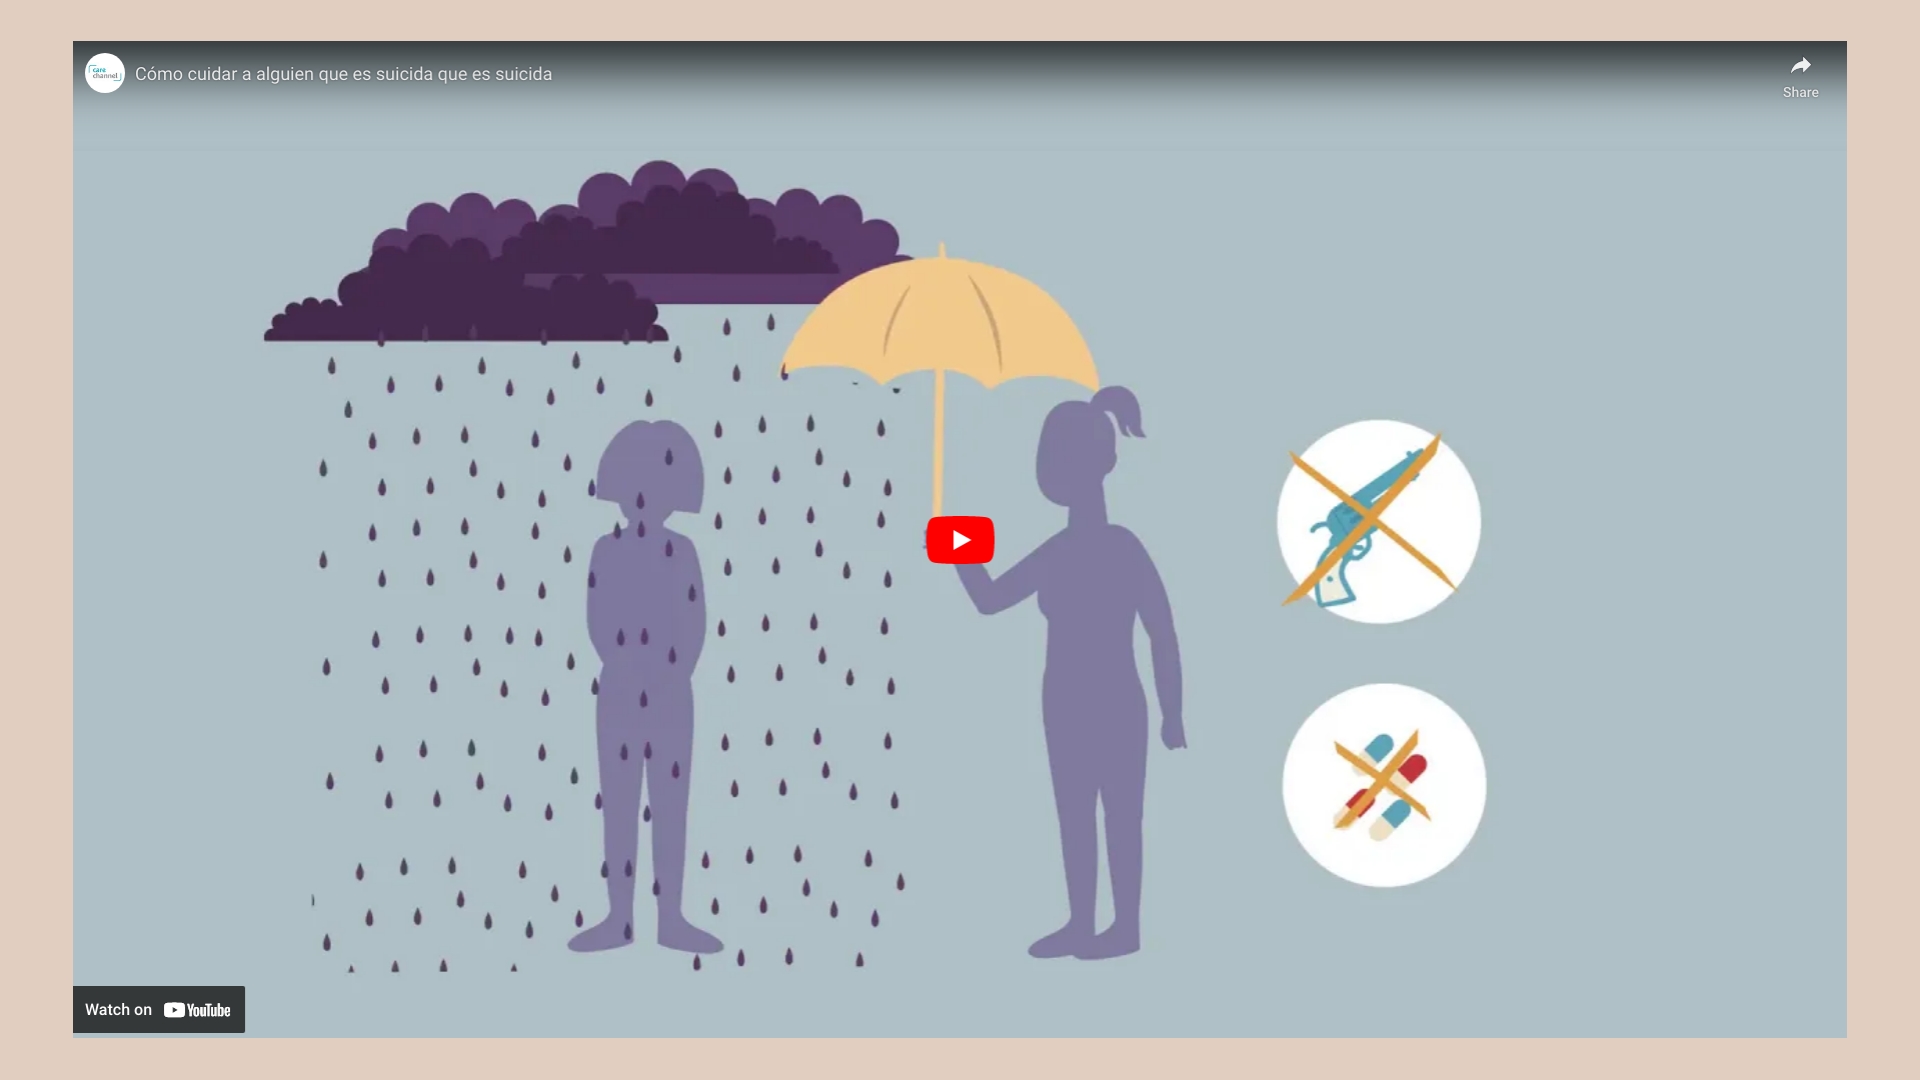 care
channel
Cómo cuidar a alguien que es suicida que es suicida
Share
Watch on YouTube